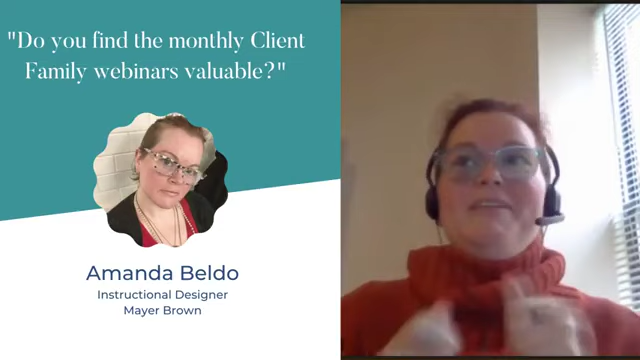 "Do you find the monthly Client
Family webinars valuable?"
Amanda Beldo
Instructional Designer
Mayer Brown